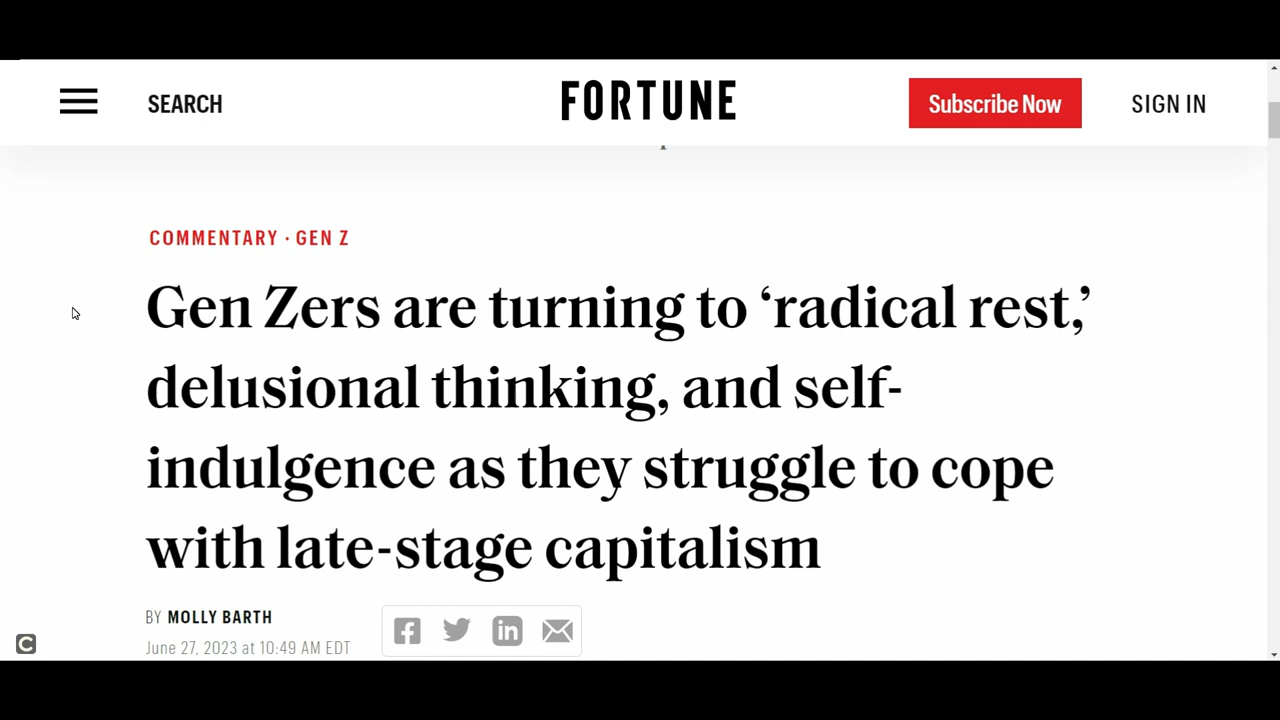 SEARCH
FORTUNE
Subscribe Now
SIGN IN
COMMENTARY · GEN Z
Gen Zers are turning to ‘radical rest,’
delusional thinking, and self-
indulgence as they struggle to cope
with late-stage capitalism
BY MOLLY BARTH
June 27, 2023 at 10:49 AM EDT
C